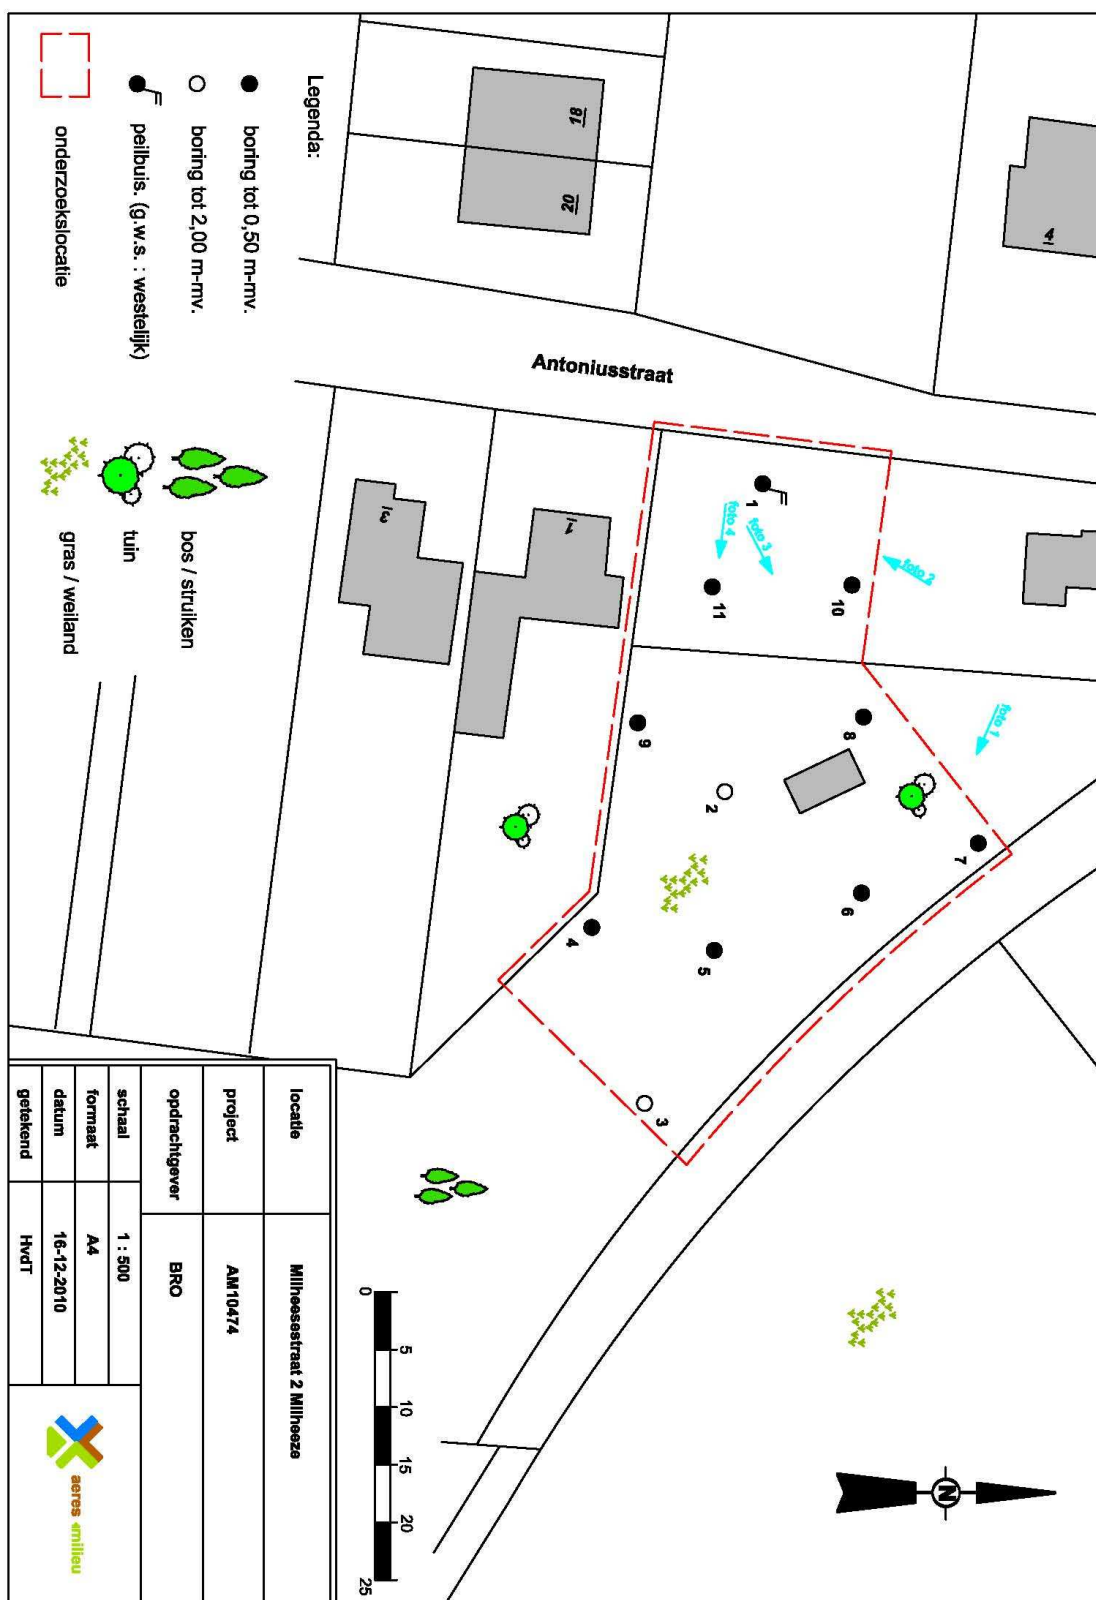 18
20
4
Antoniusstraat
1
3
1
foto 4
foto 3
foto 2
foto 1
11
10
9
8
2
7
6
5
4
3
Legenda:
boring tot 0,50 m-mv.
boring tot 2,00 m-mv.
peilbuis. (g.w.s. : westelijk)
onderzoekslocatie
bos / struiken
tuin
gras / weiland
0 5 10 15 20 25
N
locatie Milheesestraat 2 Milheeze
project AM10474
opdrachtgever BRO
schaal 1 : 500
formaat A4
datum 16-12-2010
getekend HvdT
aeres milieu